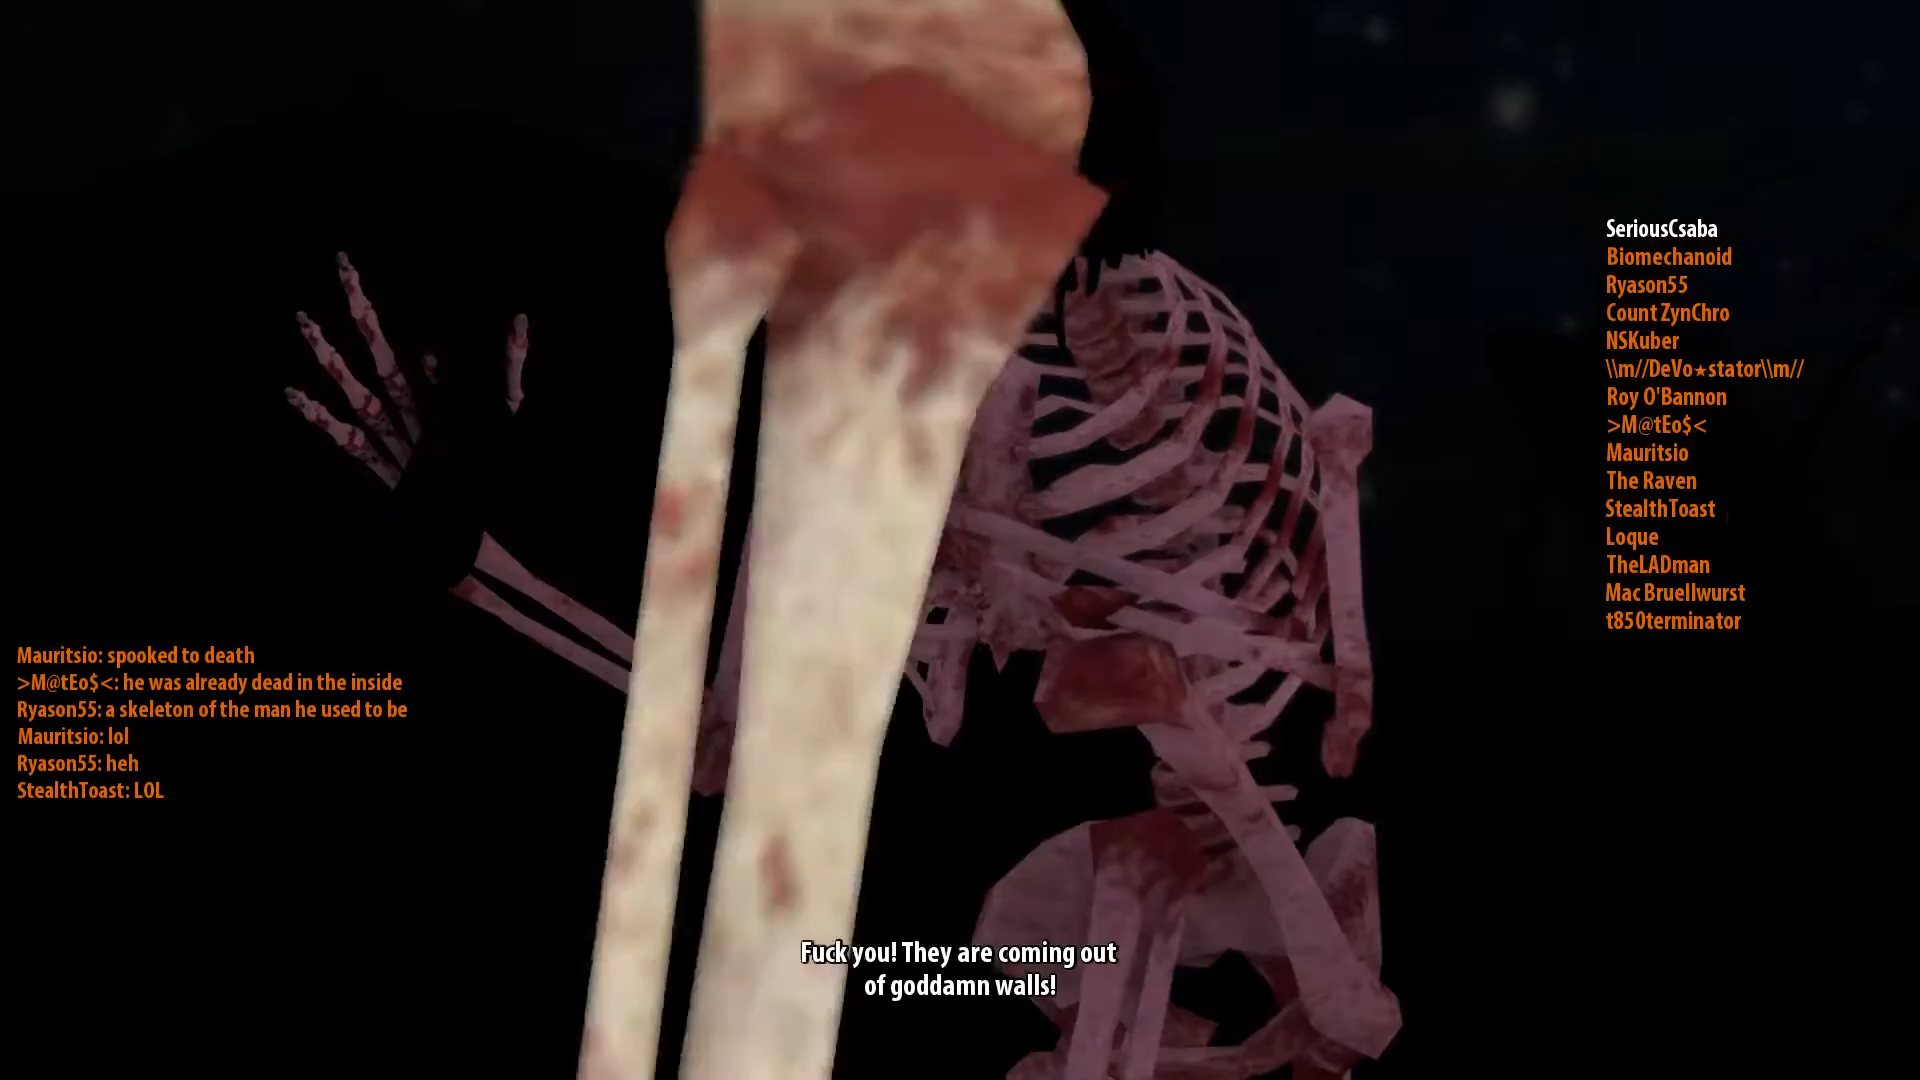 SeriousCsaba
Biomechanoid
Ryason55
Count ZynChro
NSKuber
\\m//DeVo★stator\\m//
Roy O'Bannon
>M@tEo$<
Mauritsio
The Raven
StealthToast
Loque
TheLADman
Mac Bruellwurst
t850terminator
Mauritsio: spooked to death
>M@tEo$<: he was already dead in the inside
Ryason55: a skeleton of the man he used to be
Mauritsio: lol
Ryason55: heh
StealthToast: LOL
Fuck you! They are coming out
of goddamn walls!